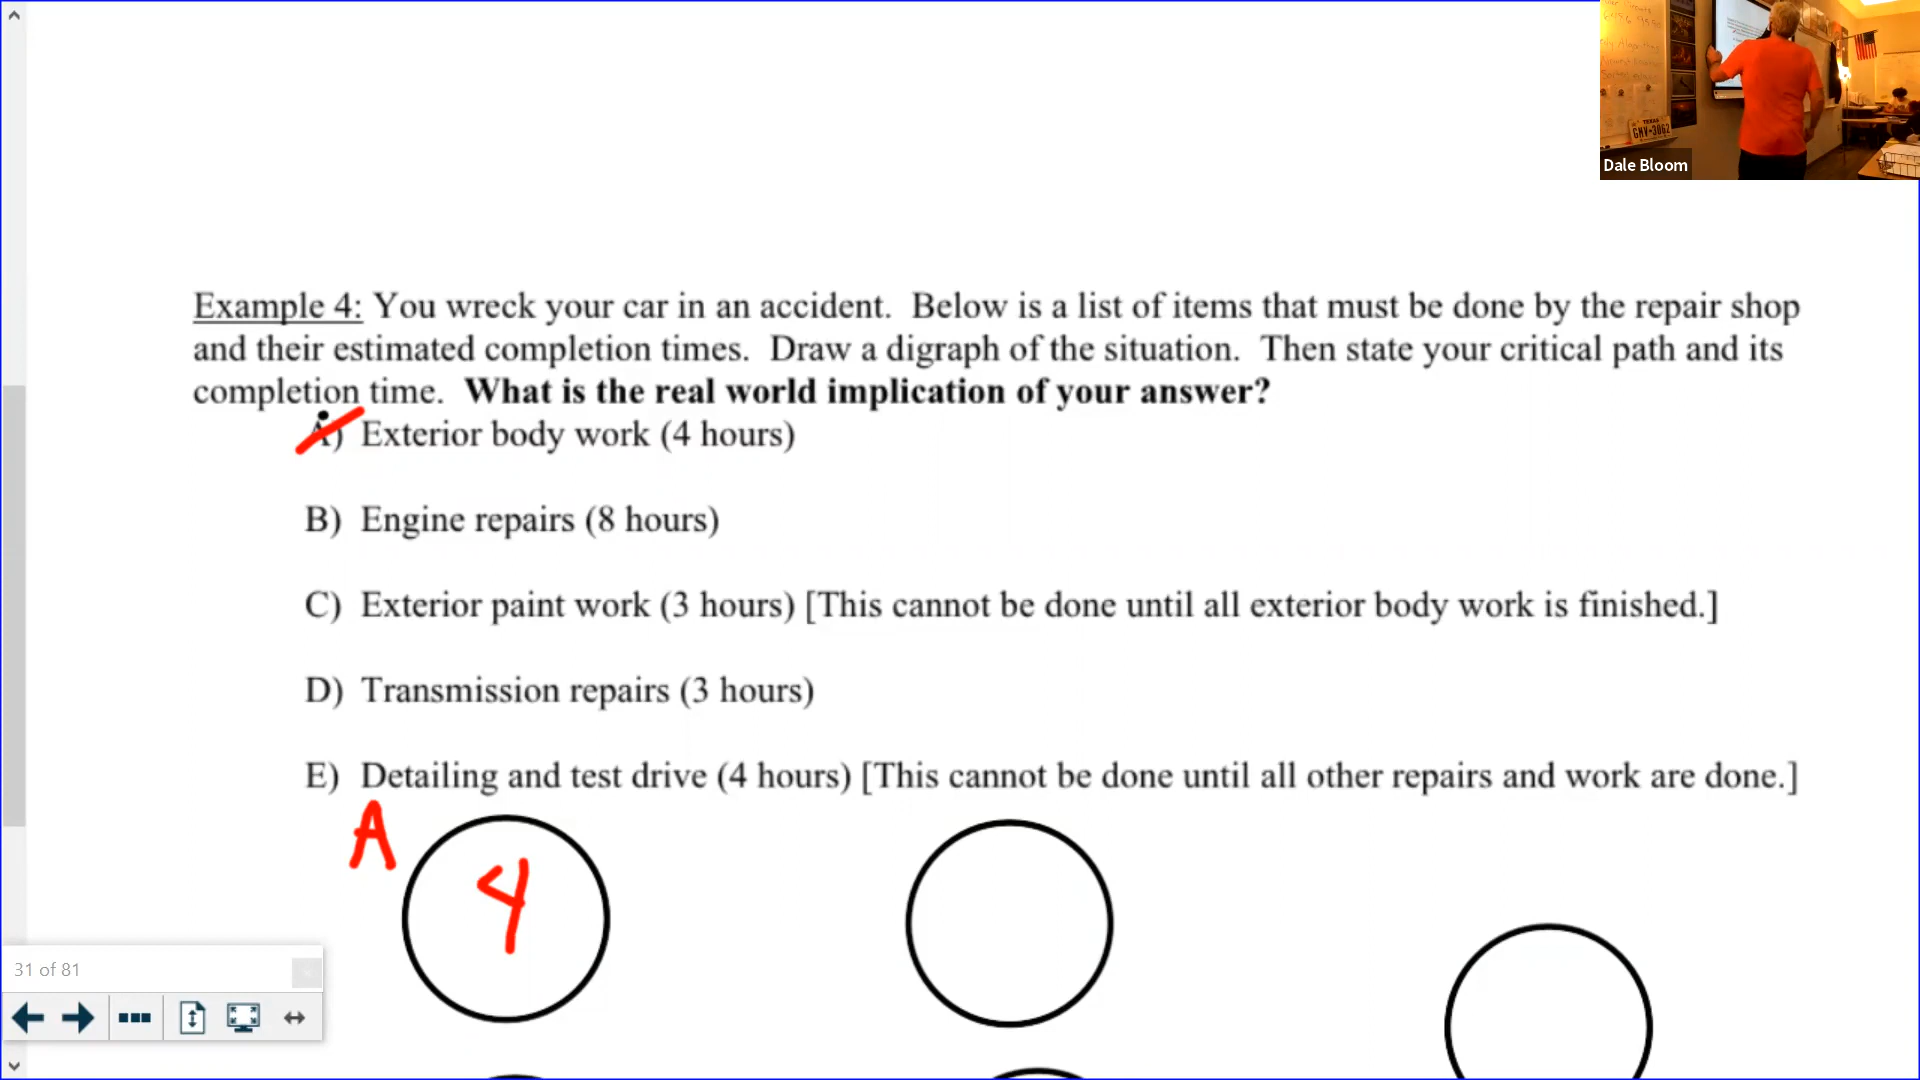 TEXAS
GMV-3062
Dale Bloom
Example 4: You wreck your car in an accident. Below is a list of items that must be done by the repair shop
and their estimated completion times. Draw a digraph of the situation. Then state your critical path and its
completion time. What is the real world implication of your answer?
A) Exterior body work (4 hours)
B) Engine repairs (8 hours)
C) Exterior paint work (3 hours) [This cannot be done until all exterior body work is finished.]
D) Transmission repairs (3 hours)
E) Detailing and test drive (4 hours) [This cannot be done until all other repairs and work are done.]
A
4
31 of 81